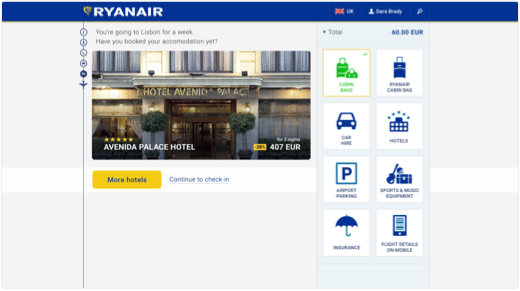 RYANAIR
UK
Dara Brady
You're going to Lisbon for a week.
Have you booked your accomodation yet?
Total
60.00 EUR
HOTEL AVENIDA PALACE
AVENIDA PALACE HOTEL
for 3 nights
-26% 407 EUR
More hotels
Continue to check-in
CABIN
BAGS
RYANAIR
CABIN BAG
CAR
HIRE
HOTELS
P
AIRPORT
PARKING
SPORTS & MUSIC
EQUIPMENT
INSURANCE
FLIGHT DETAILS
ON MOBILE